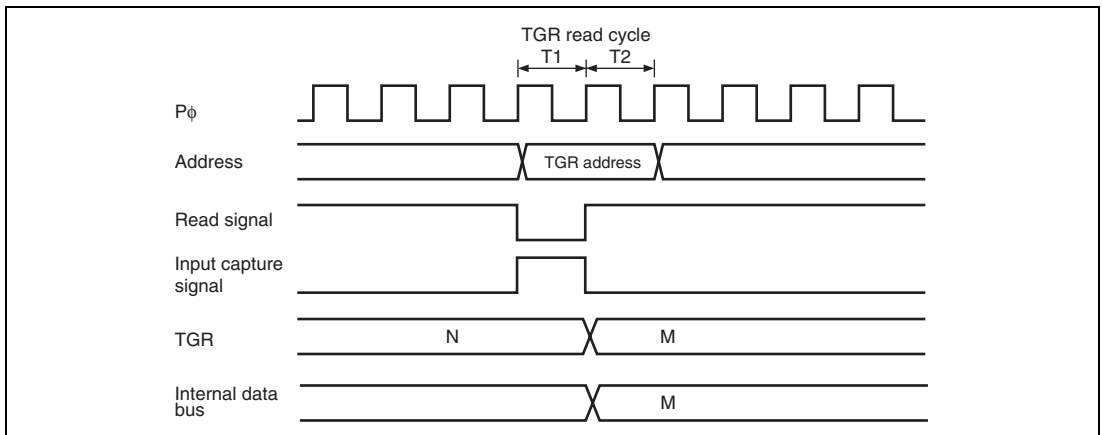 TGR read cycle
T1 T2
Pϕ
Address
TGR address
Read signal
Input capture
signal
TGR
N
M
Internal data
bus
M